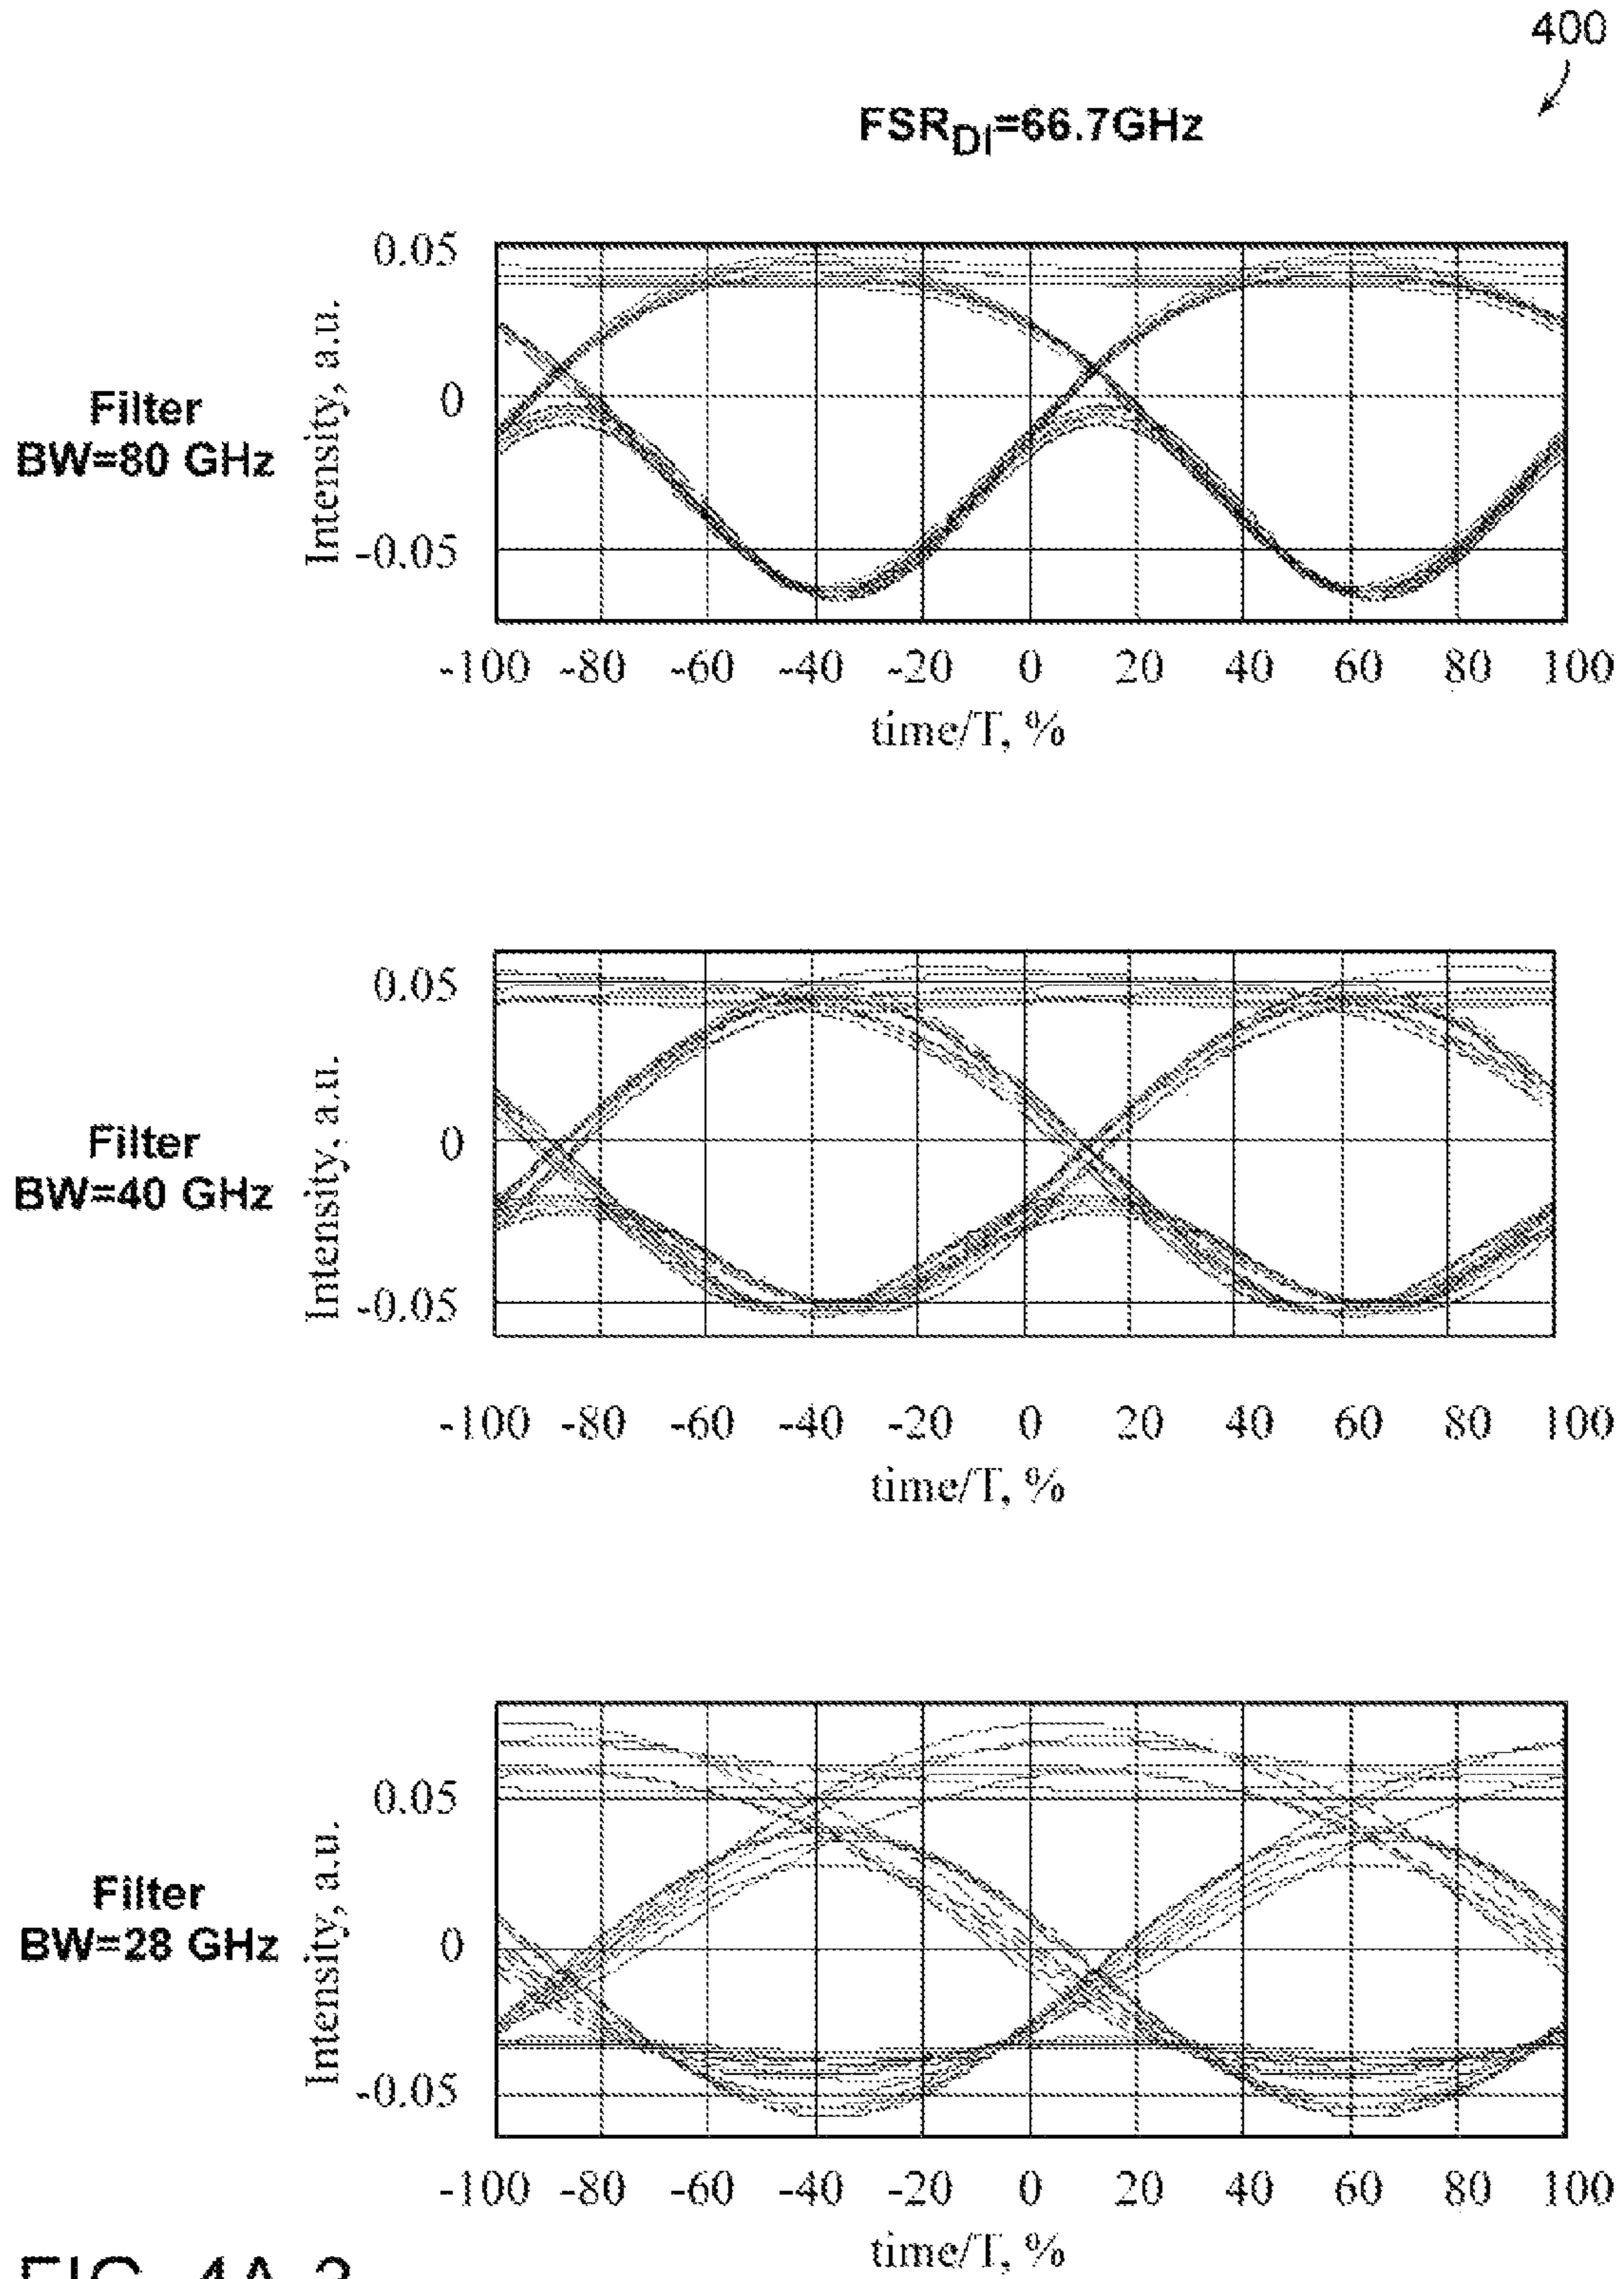 400
FSR_DI=66.7GHz
Filter
BW=80 GHz
Intensity, a.u.
0.05
0
-0.05
-100 -80 -60 -40 -20 0 20 40 60 80 100
time/T, %
Filter
BW=40 GHz
Intensity, a.u.
0.05
0
-0.05
-100 -80 -60 -40 -20 0 20 40 60 80 100
time/T, %
Filter
BW=28 GHz
Intensity, a.u.
0.05
0
-0.05
-100 -80 -60 -40 -20 0 20 40 60 80 100
time/T, %
FIG. 4A-